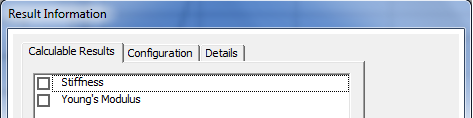 Result Information
Calculable Results Configuration Details
Stiffness
Young's Modulus